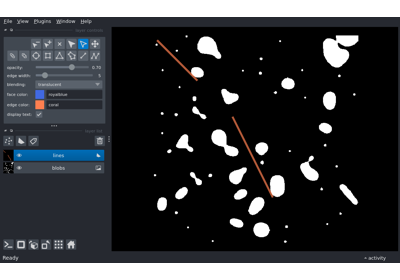 File View Plugins Window Help
opacity: 0.70
edge width: 5
blending: translucent
face color: royalblue
edge color: coral
display text: ✓
lines
blobs
Ready
activity